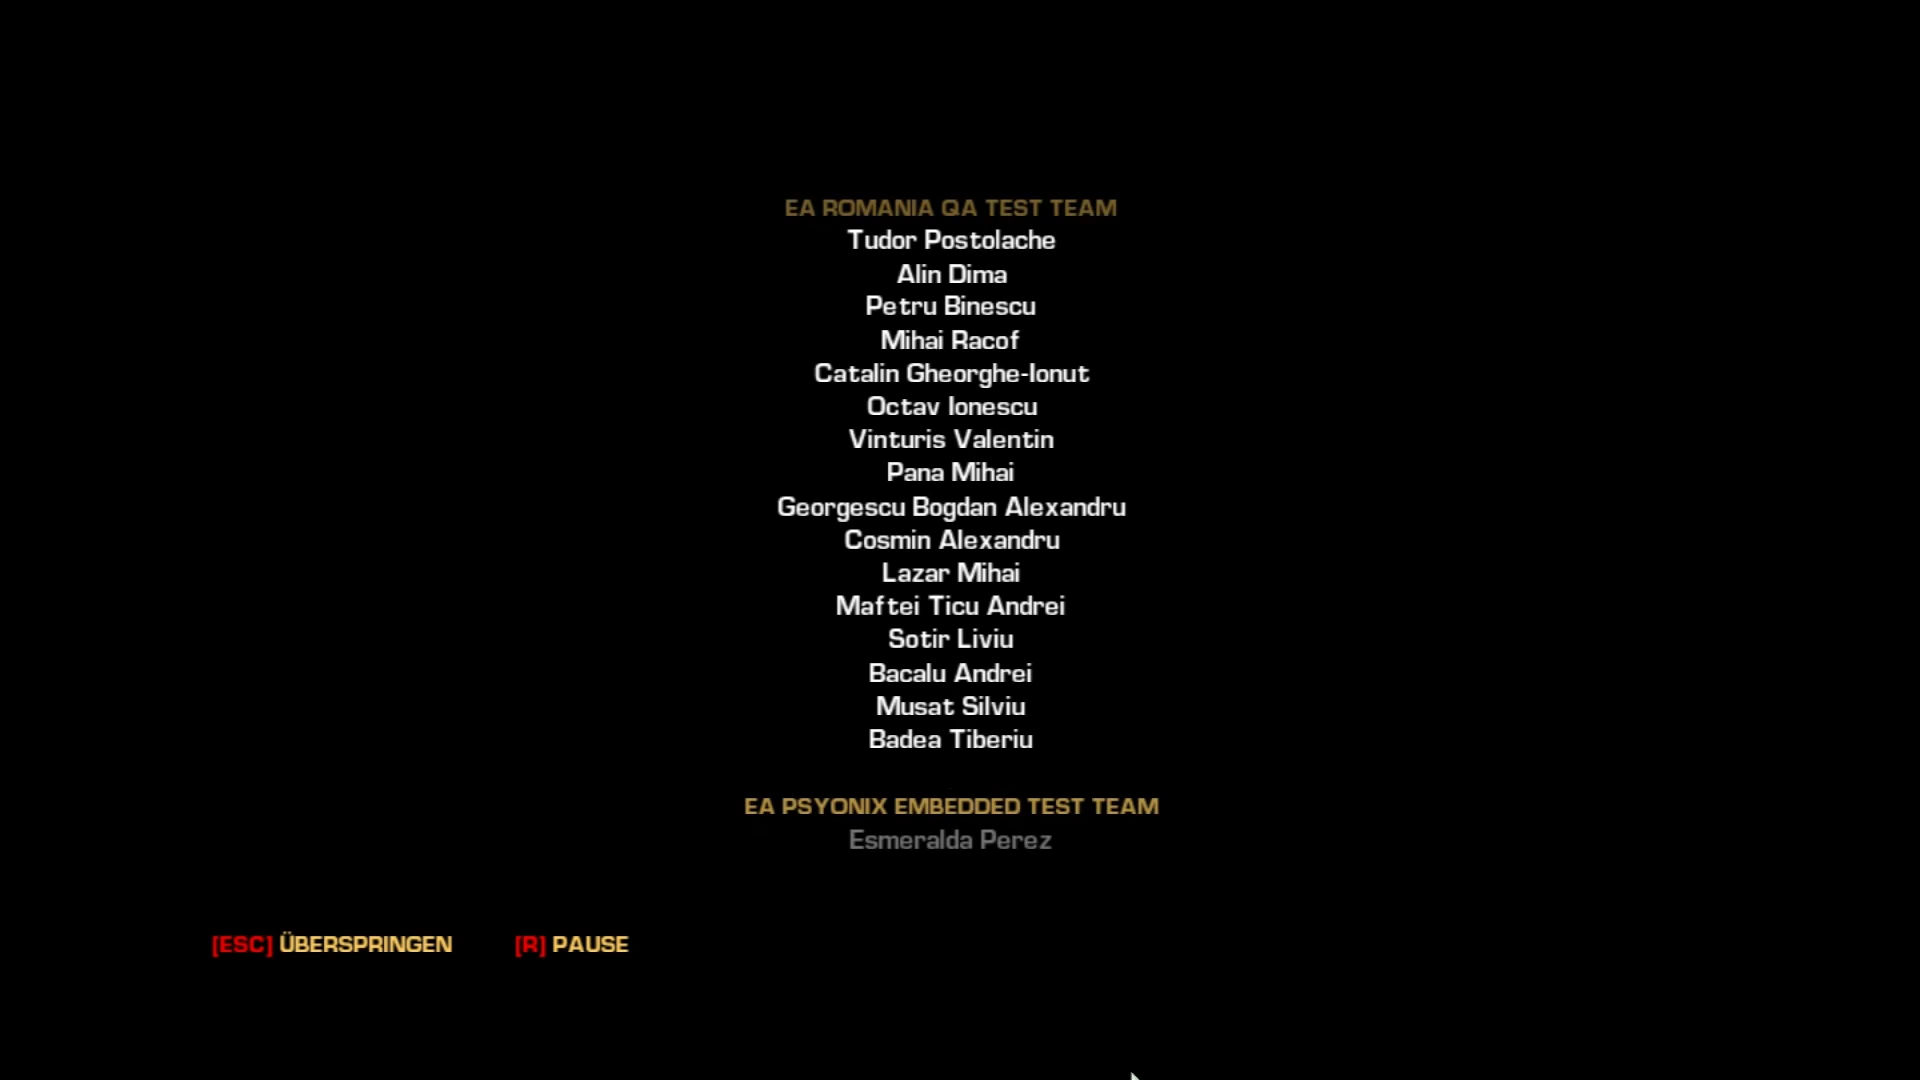 EA ROMANIA QA TEST TEAM
Tudor Postolache
Alin Dima
Petru Binescu
Mihai Racof
Catalin Gheorghe-Ionut
Octav Ionescu
Vinturis Valentin
Pana Mihai
Georgescu Bogdan Alexandru
Cosmin Alexandru
Lazar Mihai
Maftei Ticu Andrei
Sotir Liviu
Bacalu Andrei
Musat Silviu
Badea Tiberiu
EA PSYONIX EMBEDDED TEST TEAM
Esmeralda Perez
[ESC] ÜBERSPRINGEN [R] PAUSE